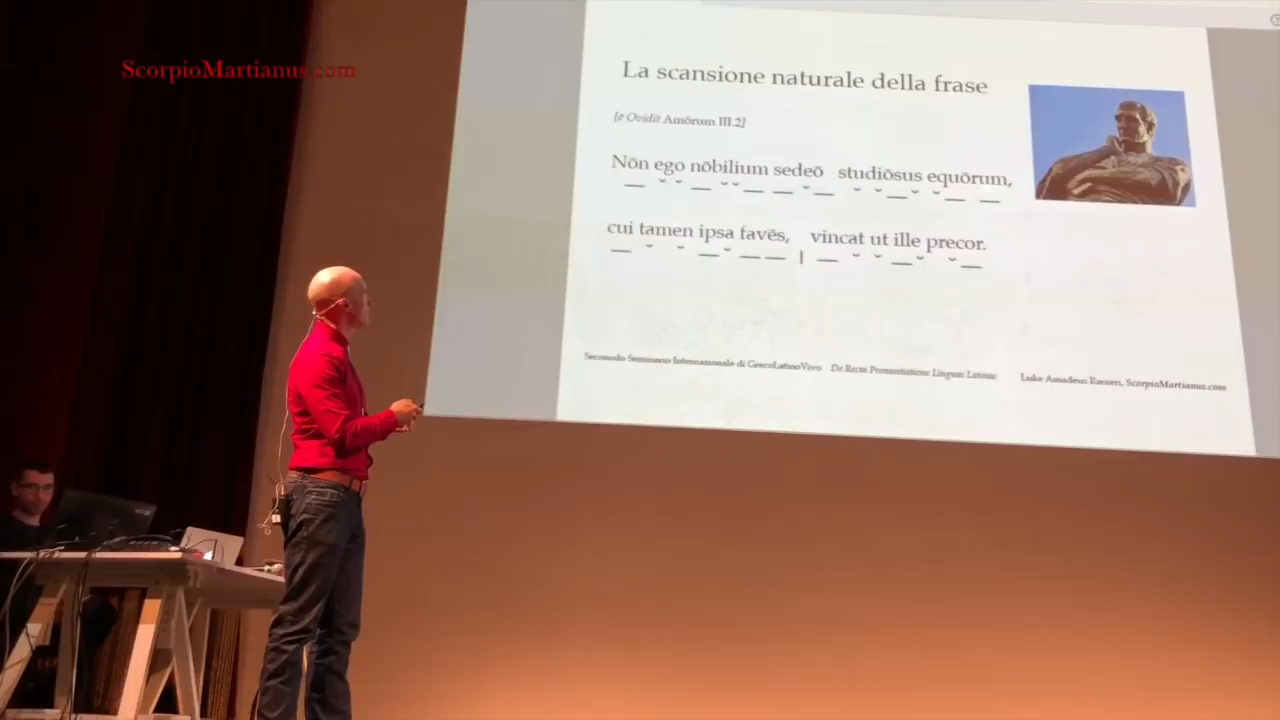 ScorpioMartianus.com
La scansione naturale della frase
[ē Ovidiī Amōrum III.2]
Nōn ego nōbilium sedeō studiōsus equōrum,
— ˘ ˘ — ˘ ˘ — — ˘ — ˘ ˘ — ˘ ˘ — —
cui tamen ipsa favēs, vincat ut ille precor.
— ˘ ˘ — ˘ — — | — ˘ ˘ — ˘ ˘ —
Secondo Seminario Internazionale di GrecoLatinoVivo De Recta Pronuntiatione Linguae Latinae Luke Amadeus Ranieri, ScorpioMartianus.com